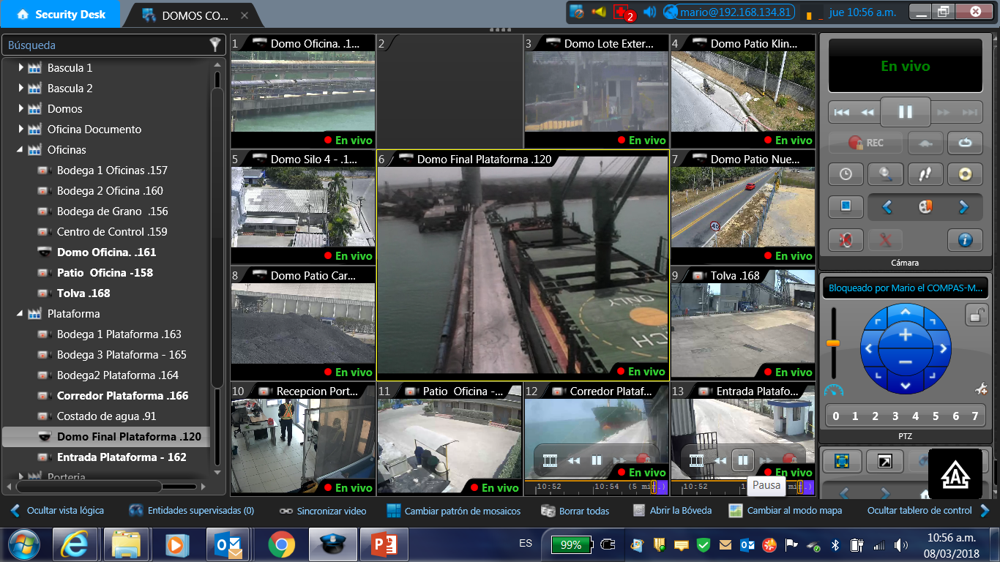 Security Desk
DOMOS CO...
2
mario@192.168.134.81
jue 10:56 a.m.
Búsqueda
Bascula 1
Bascula 2
Domos
Oficina Documento
Oficinas
Bodega 1 Oficinas .157
Bodega 2 Oficina .160
Bodega de Grano .156
Centro de Control .159
Domo Oficina. .161
Patio Oficina -158
Tolva .168
Plataforma
Bodega 1 Plataforma .163
Bodega 3 Plataforma - 165
Bodega2 Plataforma .164
Corredor Plataforma .166
Costado de agua .91
Domo Final Plataforma .120
Entrada Plataforma - 162
Porteria
1 Domo Oficina. .1...
En vivo
2
3 Domo Lote Exter...
En vivo
4 Domo Patio Klin...
En vivo
5 Domo Silo 4 - .1...
En vivo
6 Domo Final Plataforma .120
ONLY
CH
En vivo
7 Domo Patio Nue...
40
En vivo
8 Domo Patio Car...
En vivo
9 Tolva .168
En vivo
10 Recepcion Port...
En vivo
11 Patio Oficina -...
En vivo
12 Corredor Plataf...
En vivo
10:52 10:54 (5 min.)
13 Entrada Platafo...
En vivo
10:52
Pausa
En vivo
REC
Cámara
Bloqueado por Mario el COMPAS-M...
0 1 2 3 4 5 6 7
PTZ
Ocultar vista lógica
Entidades supervisadas (0)
Sincronizar video
Cambiar patrón de mosaicos
Borrar todas
Abrir la Bóveda
Cambiar al modo mapa
Ocultar tablero de control
ES
99%
10:56 a.m.
08/03/2018